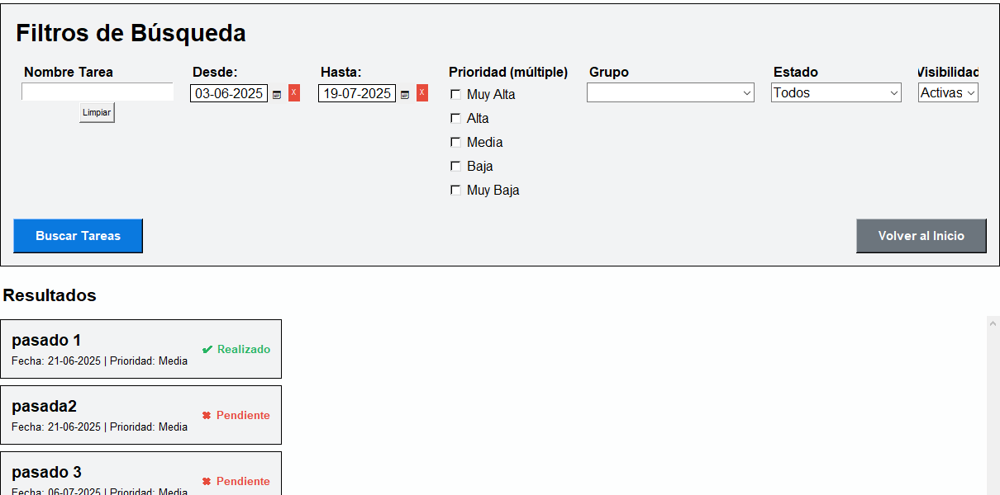 Filtros de Búsqueda
Nombre Tarea Desde: Hasta: Prioridad (múltiple) Grupo Estado Visibilidad
03-06-2025 X 19-07-2025 X Muy Alta Todos Activas
Limpiar
Alta
Media
Baja
Muy Baja
Buscar Tareas Volver al Inicio
Resultados
pasado 1
✔ Realizado
Fecha: 21-06-2025 | Prioridad: Media
pasada2
✖ Pendiente
Fecha: 21-06-2025 | Prioridad: Media
pasado 3
✖ Pendiente
Fecha: 06-07-2025 | Prioridad: Media